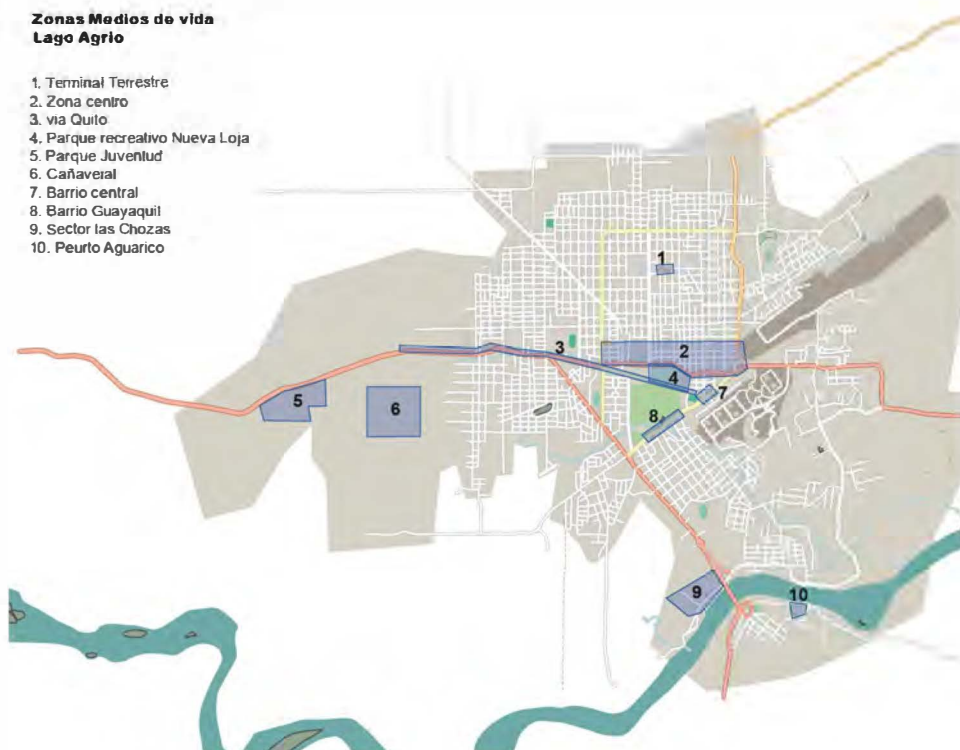 Zonas Medios de vida
Lago Agrio
1. Terminal Terrestre
2. Zona centro
3. via Quito
4. Parque recreativo Nueva Loja
5. Parque Juventud
6. Cañaveral
7. Barrio central
8. Barrio Guayaquil
9. Sector las Chozas
10. Peurto Aguarico
1
2
3
4
5
6
7
8
9
10